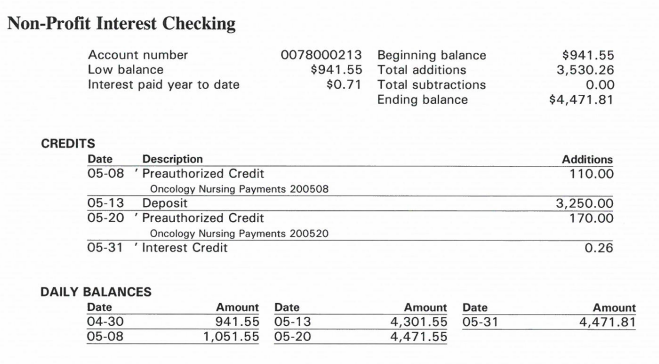 Non-Profit Interest Checking
Account number 0078000213 Beginning balance $941.55
Low balance $941.55 Total additions 3,530.26
Interest paid year to date $0.71 Total subtractions 0.00
Ending balance $4,471.81
CREDITS
Date Description Additions
05-08 ' Preauthorized Credit 110.00
Oncology Nursing Payments 200508
05-13 Deposit 3,250.00
05-20 ' Preauthorized Credit 170.00
Oncology Nursing Payments 200520
05-31 ' Interest Credit 0.26
DAILY BALANCES
Date Amount Date Amount Date Amount
04-30 941.55 05-13 4,301.55 05-31 4,471.81
05-08 1,051.55 05-20 4,471.55